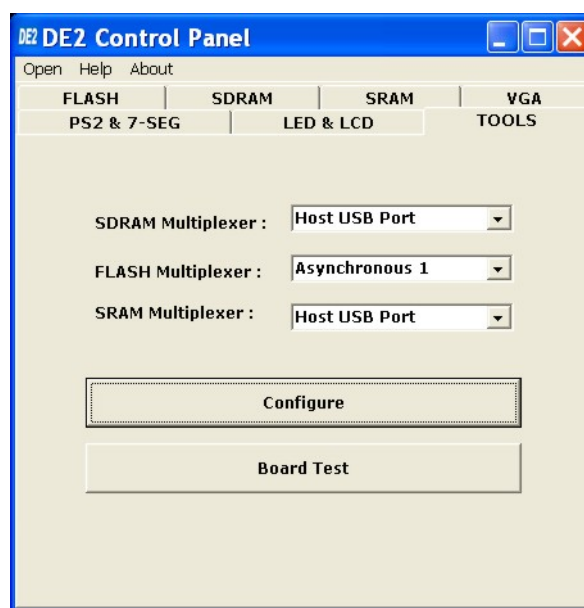 DE2 DE2 Control Panel
Open Help About
FLASH SDRAM SRAM VGA
PS2 & 7-SEG LED & LCD TOOLS
SDRAM Multiplexer : Host USB Port
FLASH Multiplexer : Asynchronous 1
SRAM Multiplexer : Host USB Port
Configure
Board Test